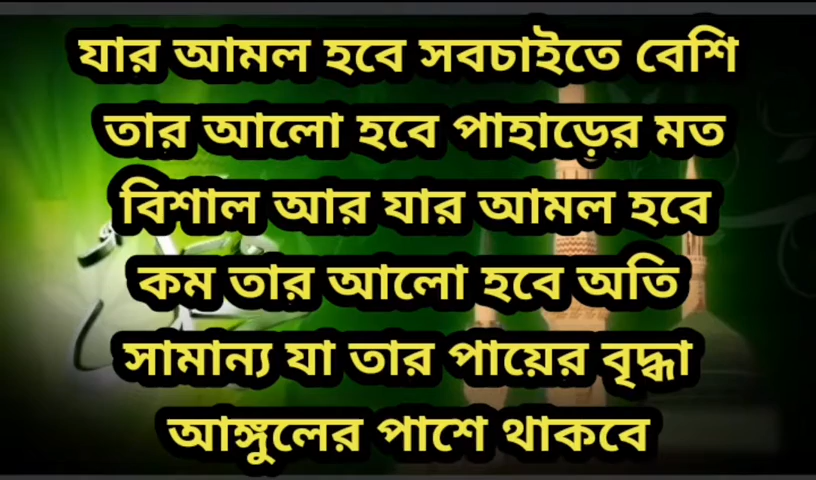 যার আমল হবে সবচাইতে বেশি
তার আলো হবে পাহাড়ের মত
বিশাল আর যার আমল হবে
কম তার আলো হবে অতি
সামান্য যা তার পায়ের বৃদ্ধা
আঙ্গুলের পাশে থাকবে